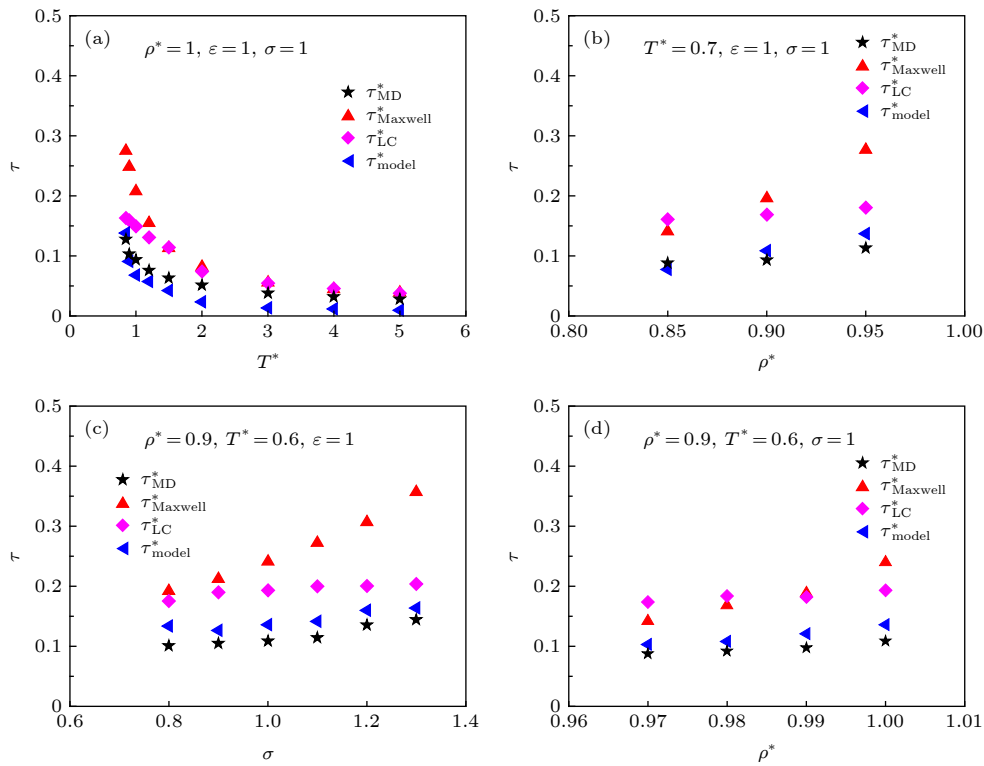 (a) ρ* = 1, ε = 1, σ = 1
τ*MD
τ*Maxwell
τ*LC
τ*model
0.5
0.4
0.3
0.2
0.1
0
τ
0 1 2 3 4 5 6
T*
(b) T* = 0.7, ε = 1, σ = 1
τ*MD
τ*Maxwell
τ*LC
τ*model
0.5
0.4
0.3
0.2
0.1
0
τ
0.80 0.85 0.90 0.95 1.00
ρ*
(c) ρ* = 0.9, T* = 0.6, ε = 1
τ*MD
τ*Maxwell
τ*LC
τ*model
0.5
0.4
0.3
0.2
0.1
0
τ
0.6 0.8 1.0 1.2 1.4
σ
(d) ρ* = 0.9, T* = 0.6, σ = 1
τ*MD
τ*Maxwell
τ*LC
τ*model
0.5
0.4
0.3
0.2
0.1
0
τ
0.96 0.97 0.98 0.99 1.00 1.01
ρ*